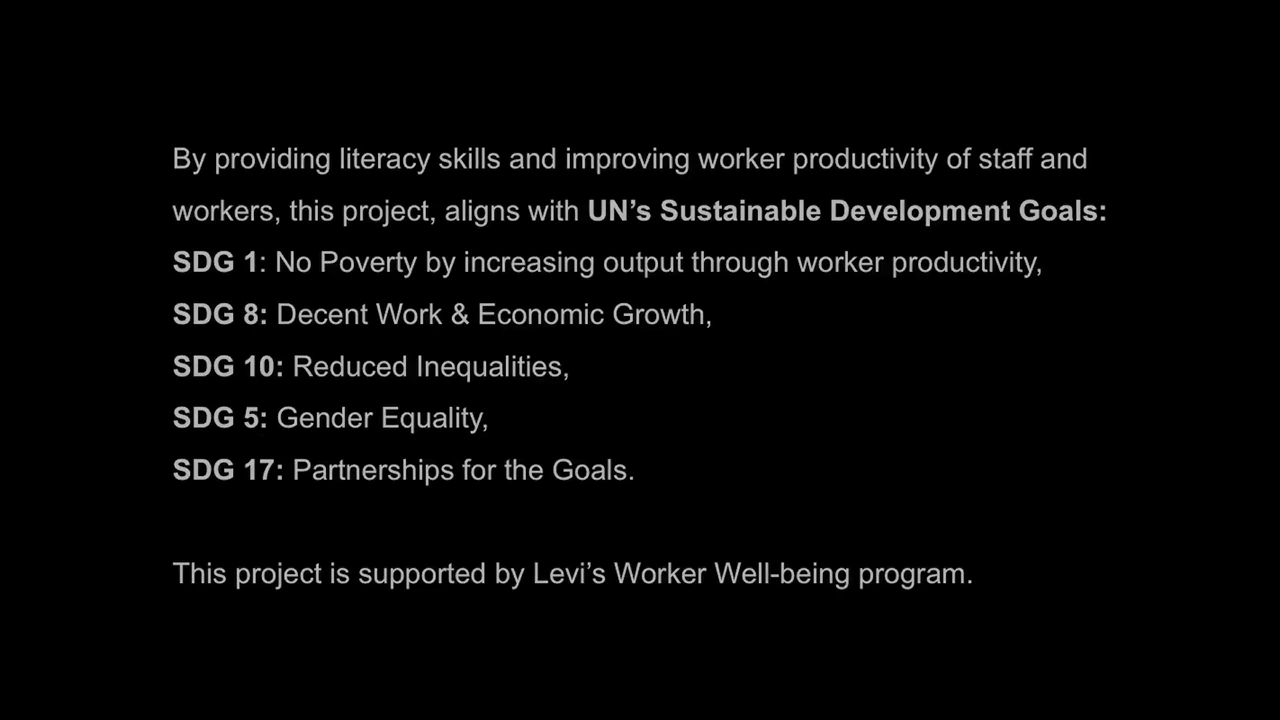 By providing literacy skills and improving worker productivity of staff and
workers, this project, aligns with UN’s Sustainable Development Goals:
SDG 1: No Poverty by increasing output through worker productivity,
SDG 8: Decent Work & Economic Growth,
SDG 10: Reduced Inequalities,
SDG 5: Gender Equality,
SDG 17: Partnerships for the Goals.
This project is supported by Levi’s Worker Well-being program.